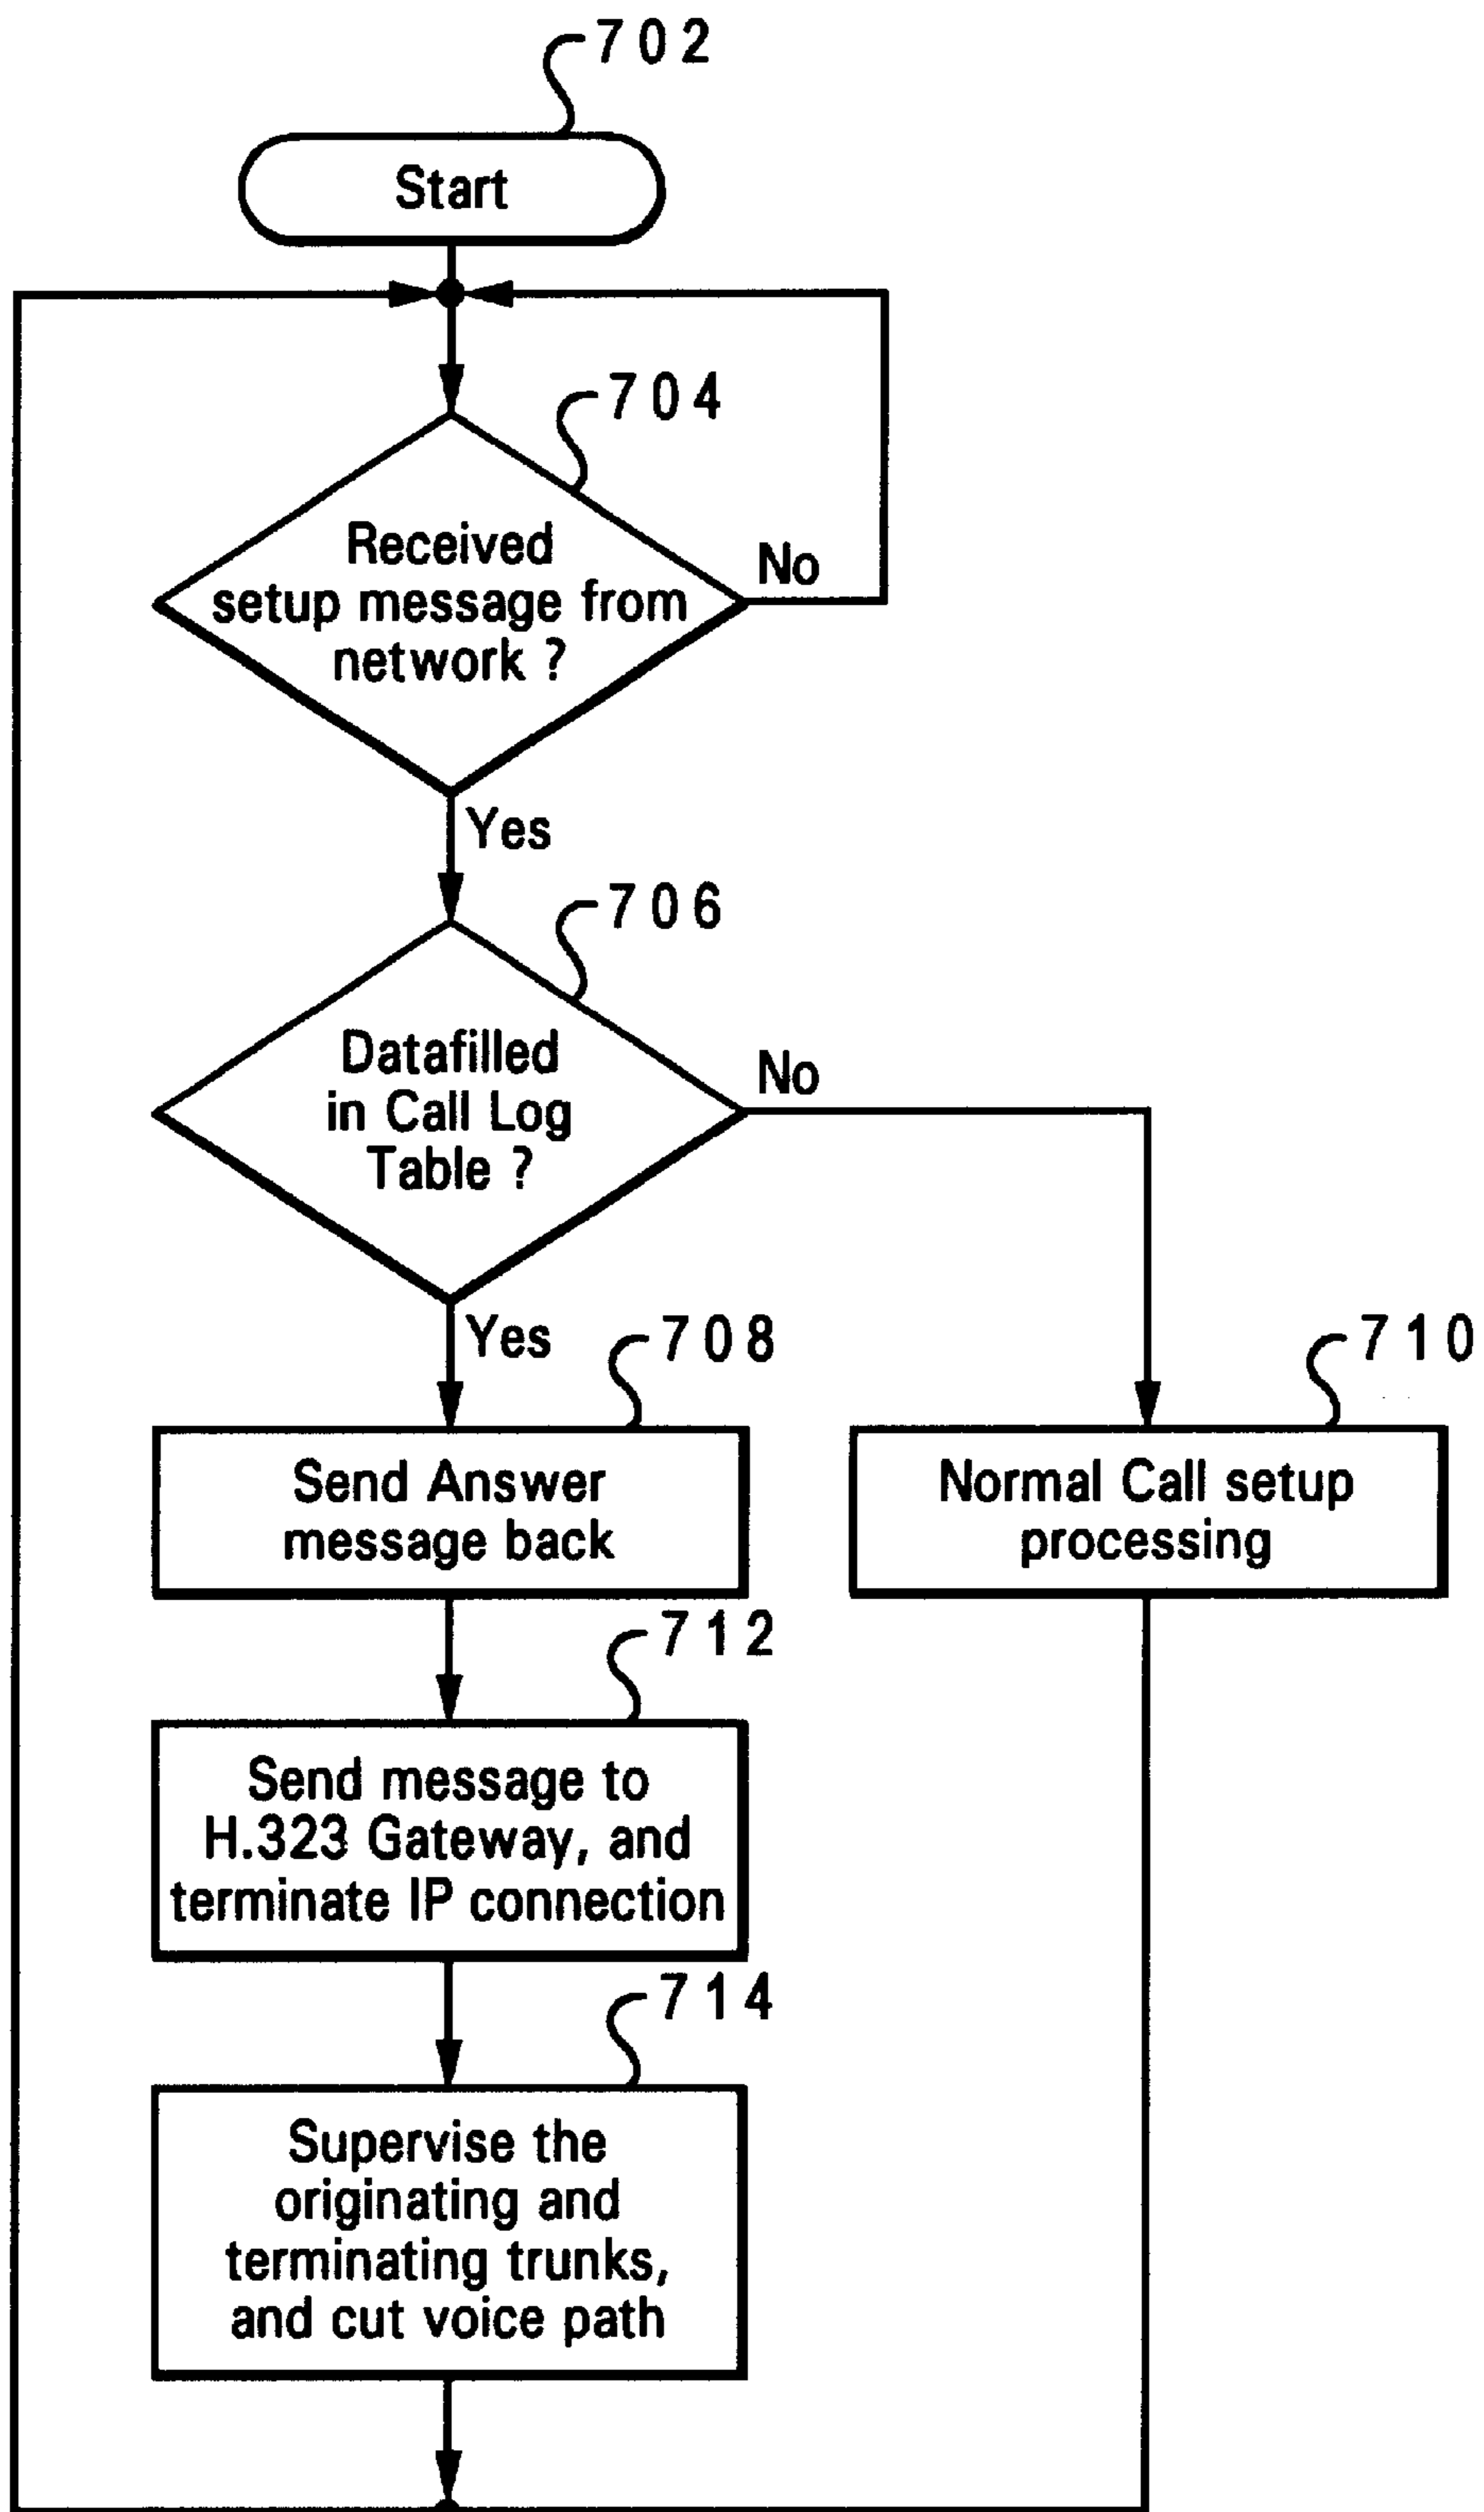 702
Start
704
Received
setup message from
network ?
No
Yes
706
Datafilled
in Call Log
Table ?
No
Yes
708
710
Send Answer
message back
Normal Call setup
processing
712
Send message to
H.323 Gateway, and
terminate IP connection
714
Supervise the
originating and
terminating trunks,
and cut voice path